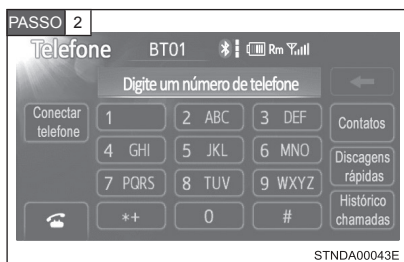 PASSO 2
Telefone BT01 Rm
Digite um número de telefone
Conectar
telefone
1
2 ABC
3 DEF
Contatos
4 GHI
5 JKL
6 MNO
Discagens
rápidas
7 PQRS
8 TUV
9 WXYZ
Histórico
chamadas
*+
0
#
STNDA00043E